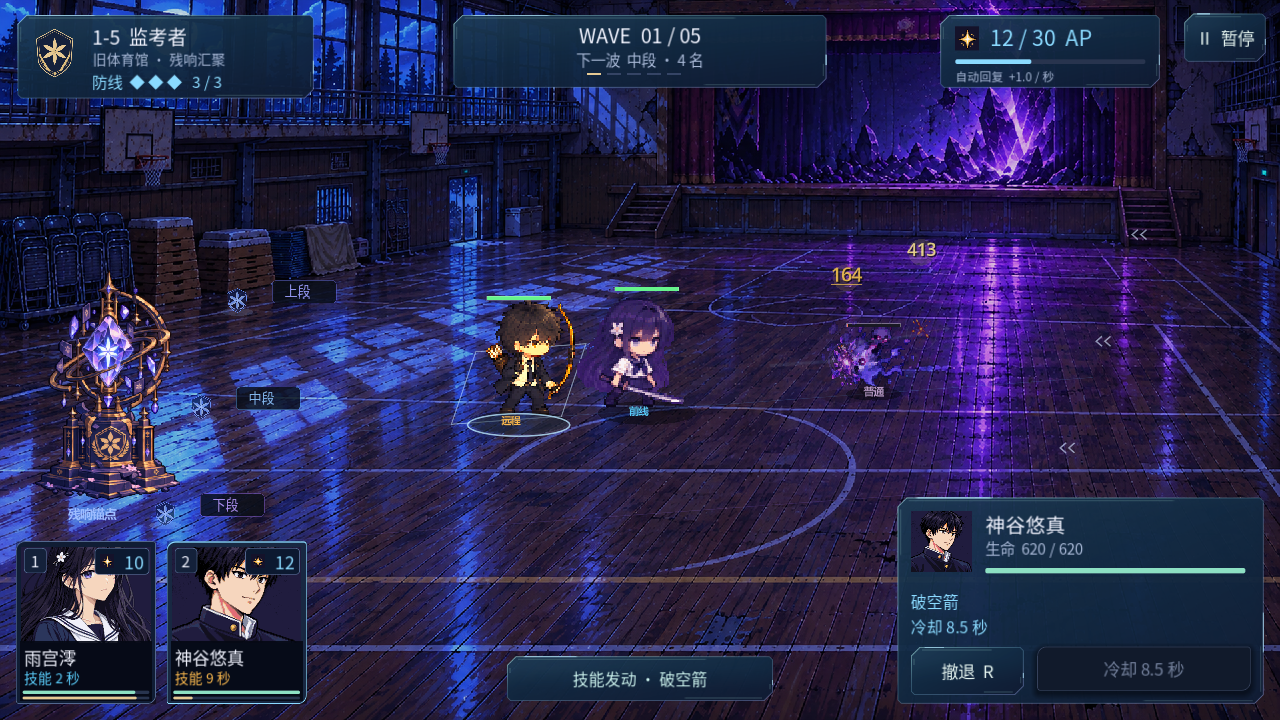 1-5 监考者
旧体育馆 · 残响汇聚
防线 3 / 3
WAVE 01 / 05
下一波 中段 · 4 名
12 / 30 AP
自动回复 +1.0 / 秒
暂停
413
164
上段
中段
下段
远程
前线
普通
残响锚点
1
10
雨宫澪
技能 2 秒
2
12
神谷悠真
技能 9 秒
技能发动 · 破空箭
神谷悠真
生命 620 / 620
破空箭
冷却 8.5 秒
撤退 R
冷却 8.5 秒